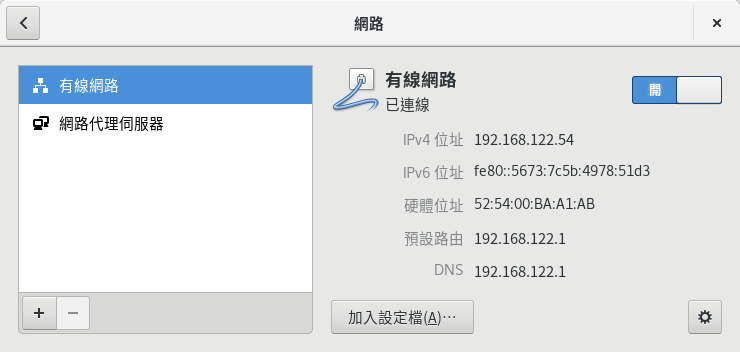 網路
有線網路
網路代理伺服器
有線網路
已連線
開
IPv4 位址 192.168.122.54
IPv6 位址 fe80::5673:7c5b:4978:51d3
硬體位址 52:54:00:BA:A1:AB
預設路由 192.168.122.1
DNS 192.168.122.1
加入設定檔(A)⋯